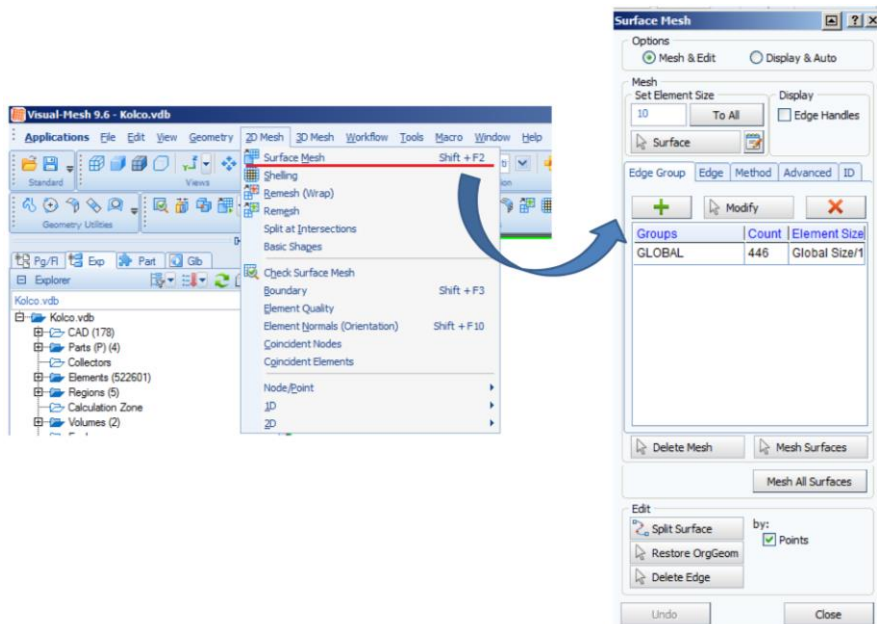 Visual-Mesh 9.6 - Kolco.vdb
Applications File Edit View Geometry 2D Mesh 3D Mesh Workflow Tools Macro Window Help
Standard
Views
Geometry Utilities
Pg/Fl Exp Part Glb
Explorer
Kolco.vdb
Kolco.vdb
CAD (178)
Parts (P) (4)
Collectors
Elements (522601)
Regions (5)
Calculation Zone
Volumes (2)
Surface Mesh Shift + F2
Shelling
Remesh (Wrap)
Remesh
Split at Intersections
Basic Shapes
Check Surface Mesh
Boundary Shift + F3
Element Quality
Element Normals (Orientation) Shift + F10
Coincident Nodes
Coincident Elements
Node/Point
1D
2D
Surface Mesh
Options
Mesh & Edit Display & Auto
Mesh
Set Element Size Display
10 To All Edge Handles
Surface
Edge Group Edge Method Advanced ID
Modify
Groups Count Element Size
GLOBAL 446 Global Size/1
Delete Mesh Mesh Surfaces
Mesh All Surfaces
Edit
Split Surface by:
Points
Restore OrgGeom
Delete Edge
Undo Close